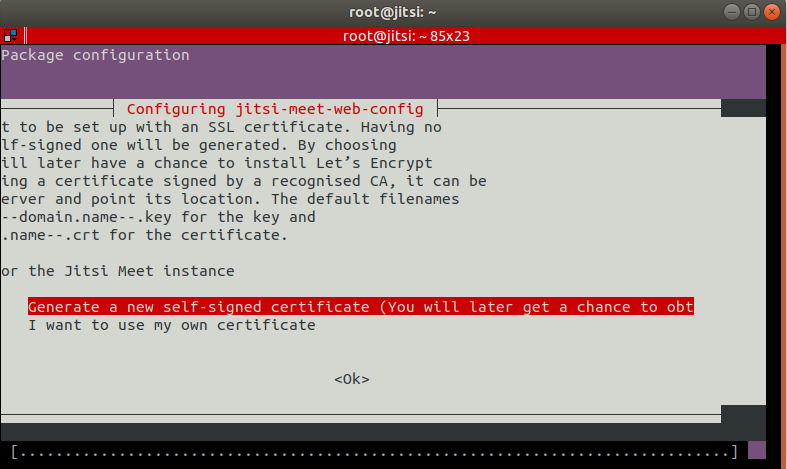 root@jitsi: ~
root@jitsi: ~ 85x23
Package configuration
Configuring jitsi-meet-web-config
t to be set up with an SSL certificate. Having no
lf-signed one will be generated. By choosing
ill later have a chance to install Let’s Encrypt
ing a certificate signed by a recognised CA, it can be
erver and point its location. The default filenames
--domain.name--.key for the key and
.name--.crt for the certificate.
or the Jitsi Meet instance
Generate a new self-signed certificate (You will later get a chance to obt
I want to use my own certificate
<Ok>
[...............................................................................]